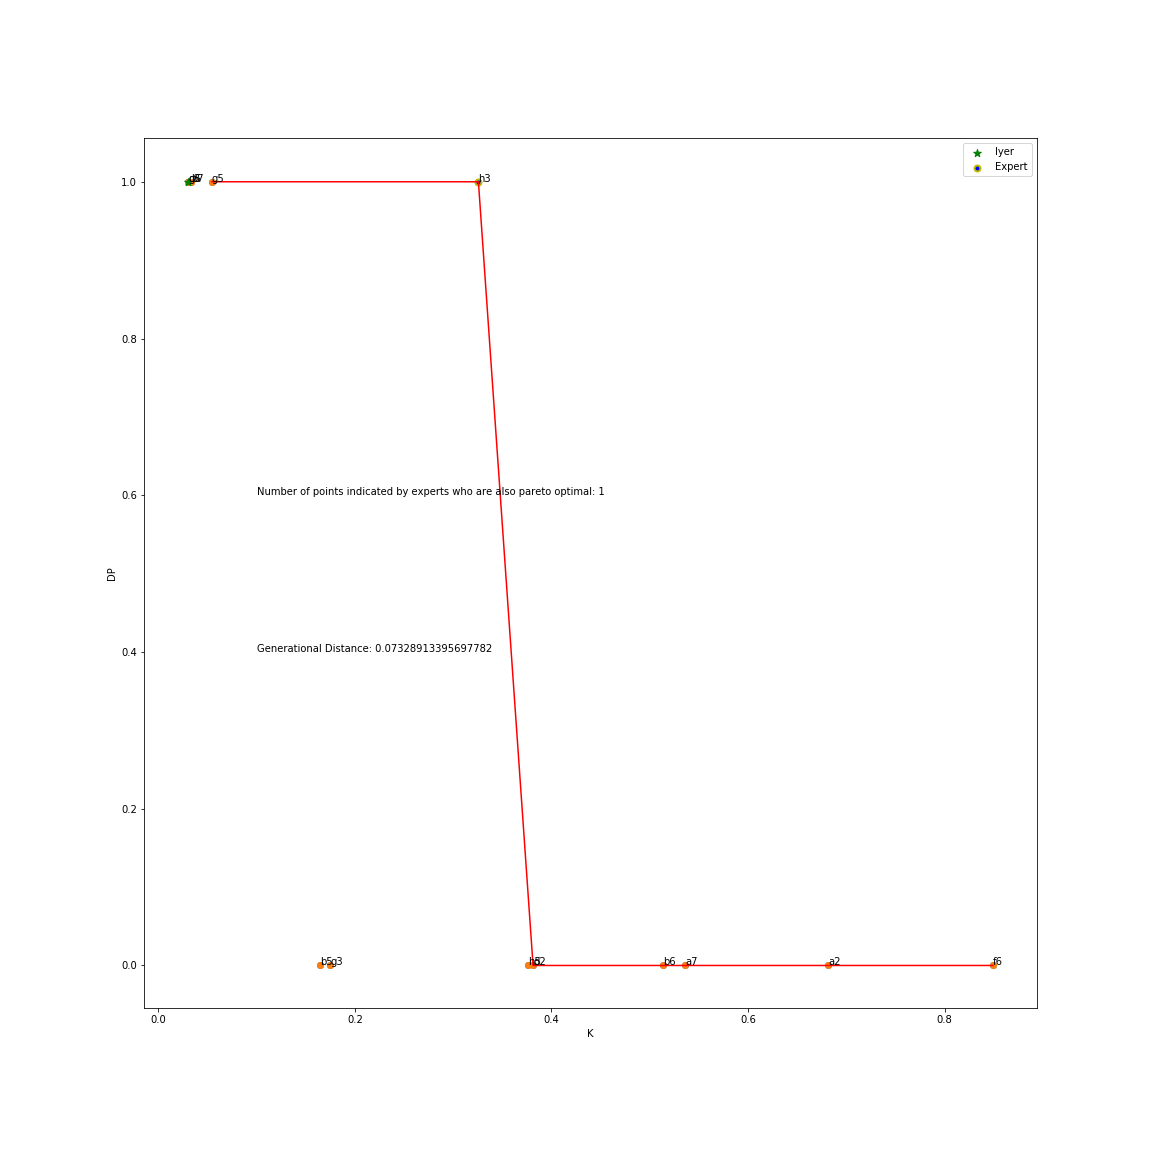 Iyer
Expert
g5
h3
1.0
0.8
0.6
0.4
0.2
0.0
DP
Number of points indicated by experts who are also pareto optimal: 1
Generational Distance: 0.07328913395697782
b5
g3
b6
a7
a2
f6
0.0
0.2
0.4
0.6
0.8
K